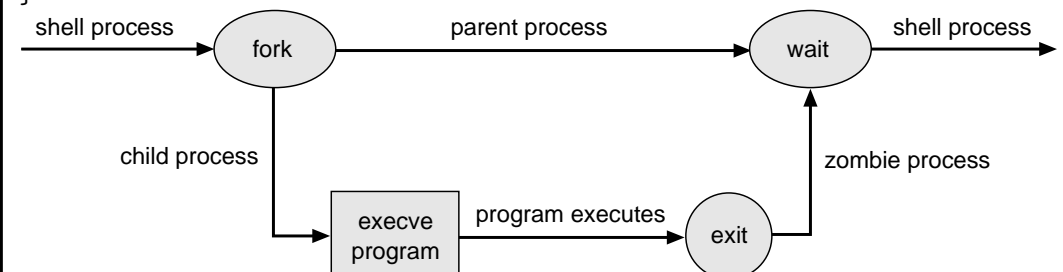 }
shell process
fork
parent process
wait
shell process
child process
zombie process
execve
program
program executes
exit